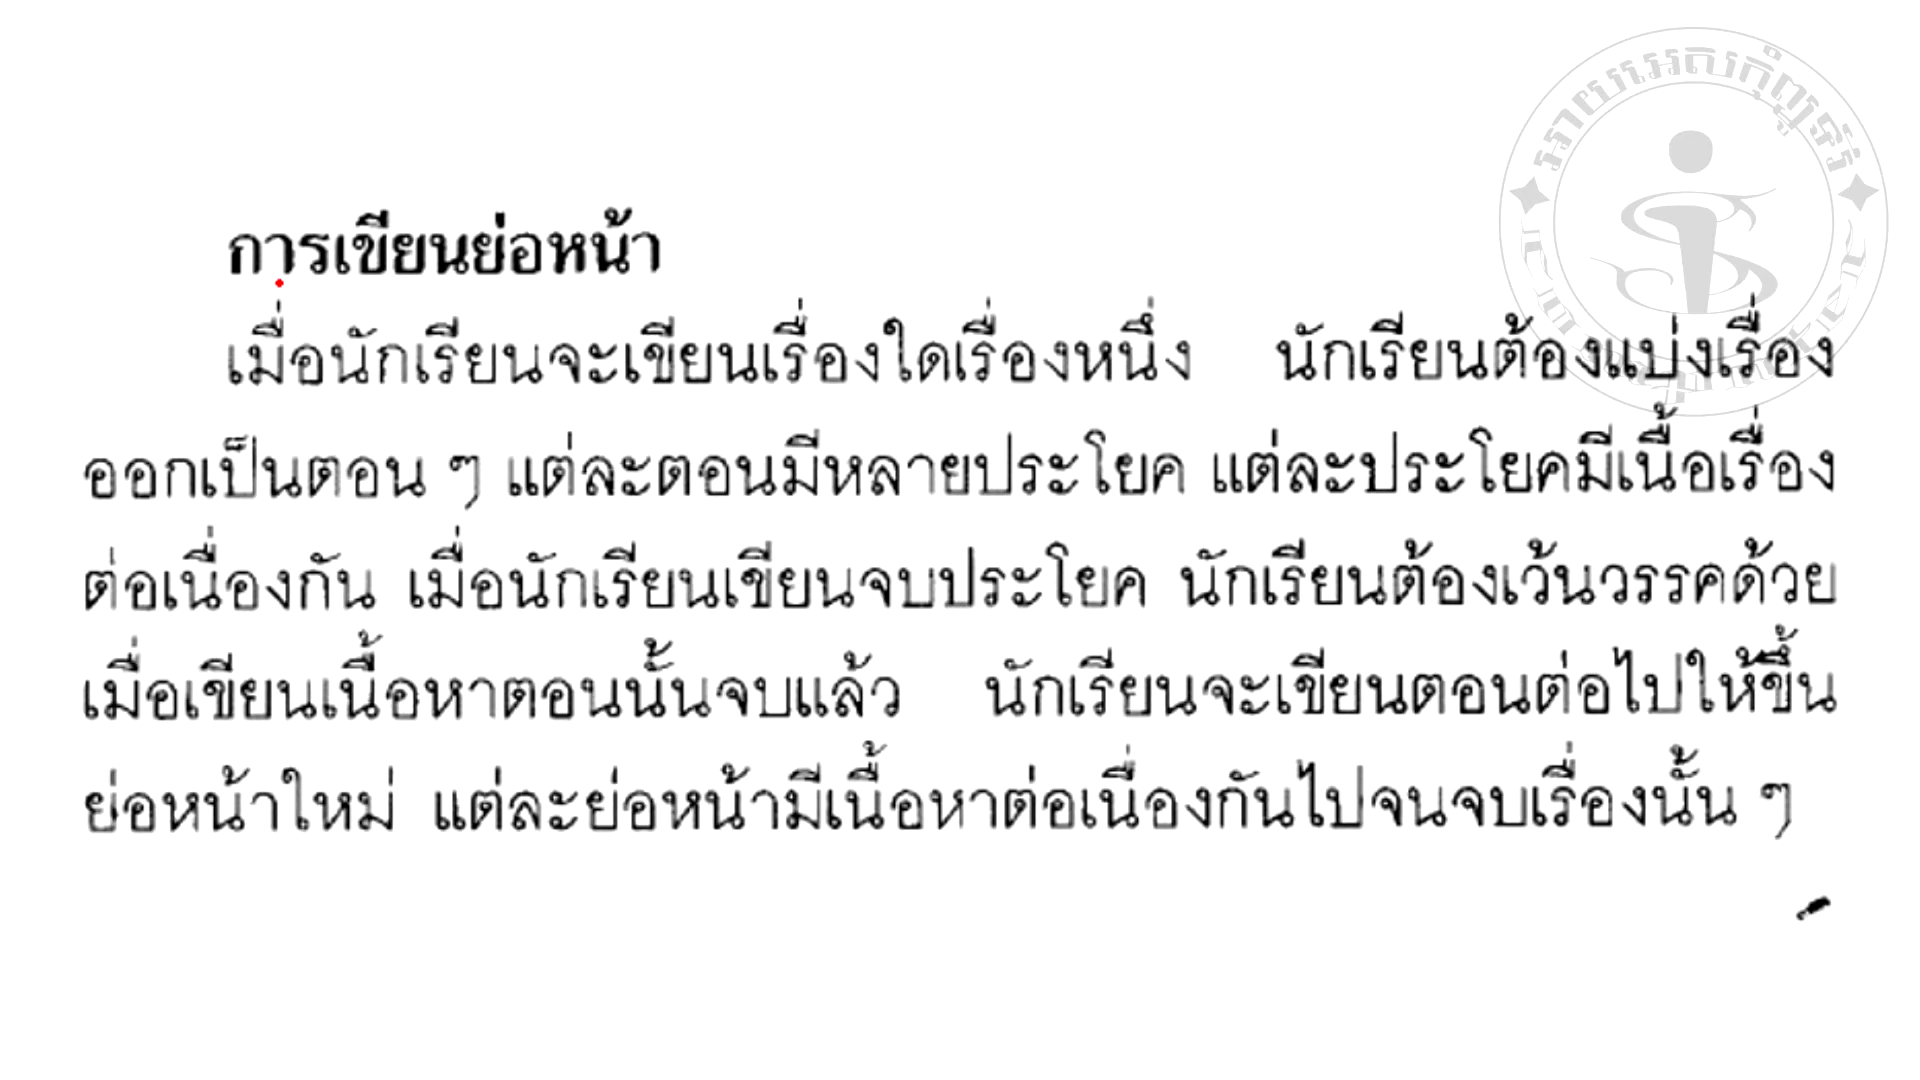 การเขียนย่อหน้า
เมื่อนักเรียนจะเขียนเรื่องใดเรื่องหนึ่ง นักเรียนต้องแบ่งเรื่อง
ออกเป็นตอน ๆ แต่ละตอนมีหลายประโยค แต่ละประโยคมีเนื้อเรื่อง
ต่อเนื่องกัน เมื่อนักเรียนเขียนจบประโยค นักเรียนต้องเว้นวรรคด้วย
เมื่อเขียนเนื้อหาตอนนั้นจบแล้ว นักเรียนจะเขียนตอนต่อไปให้ขึ้น
ย่อหน้าใหม่ แต่ละย่อหน้ามีเนื้อหาต่อเนื่องกันไปจนจบเรื่องนั้น ๆ